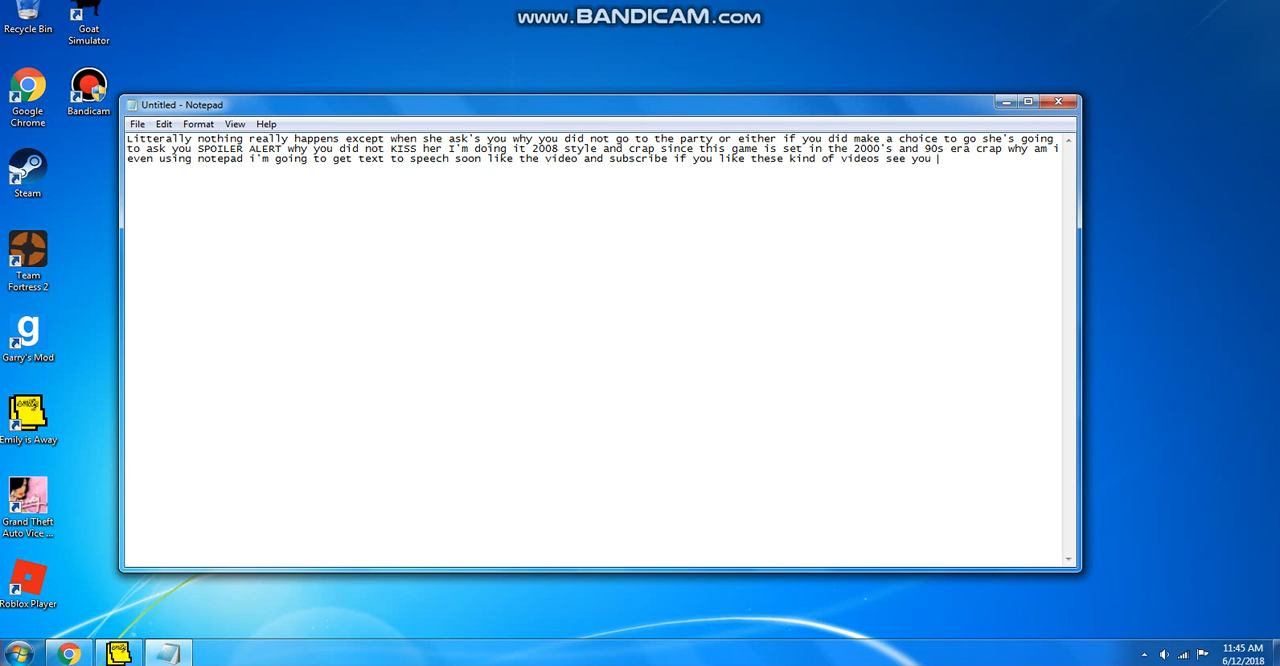 www.BANDICAM.com
Recycle Bin
Goat
Simulator
Google
Chrome
Bandicam
Steam
Team
Fortress 2
Garry's Mod
Emily is Away
Grand Theft
Auto Vice ...
Roblox Player
Untitled - Notepad
File Edit Format View Help
Litterally nothing really happens except when she ask's you why you did not go to the party or either if you did make a choice to go she's going
to ask you SPOILER ALERT why you did not KISS her I'm doing it 2008 style and crap since this game is set in the 2000's and 90s era crap why am i
even using notepad i'm going to get text to speech soon like the video and subscribe if you like these kind of videos see you
emily
g
emily
11:45 AM
6/12/2018